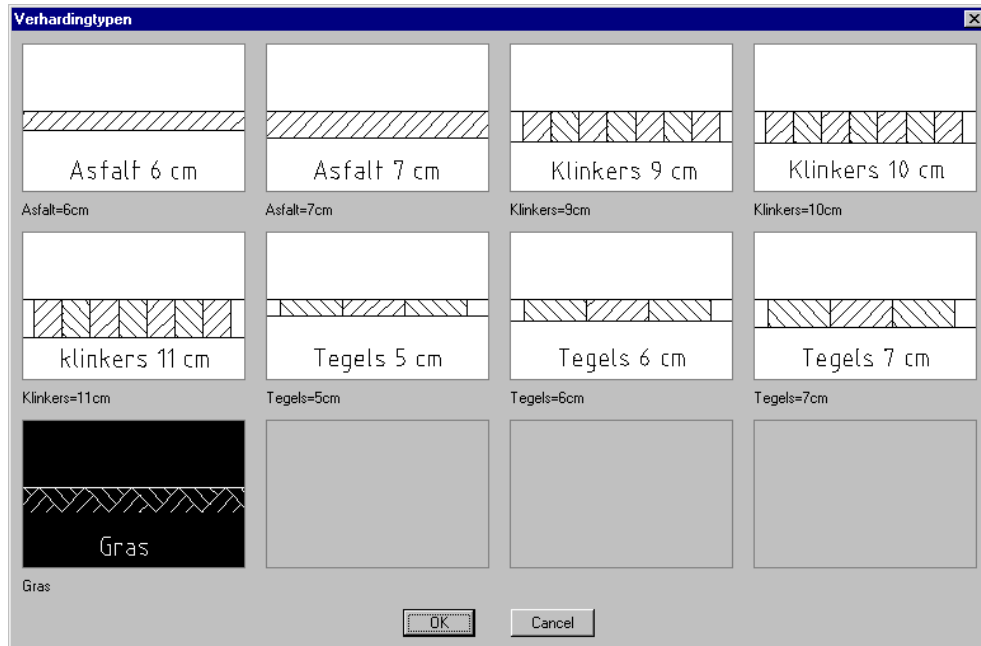 Verhardingtypen
Asfalt 6 cm
Asfalt 7 cm
Klinkers 9 cm
Klinkers 10 cm
Asfalt=6cm
Asfalt=7cm
Klinkers=9cm
Klinkers=10cm
klinkers 11 cm
Tegels 5 cm
Tegels 6 cm
Tegels 7 cm
Klinkers=11cm
Tegels=5cm
Tegels=6cm
Tegels=7cm
Gras
Gras
OK
Cancel